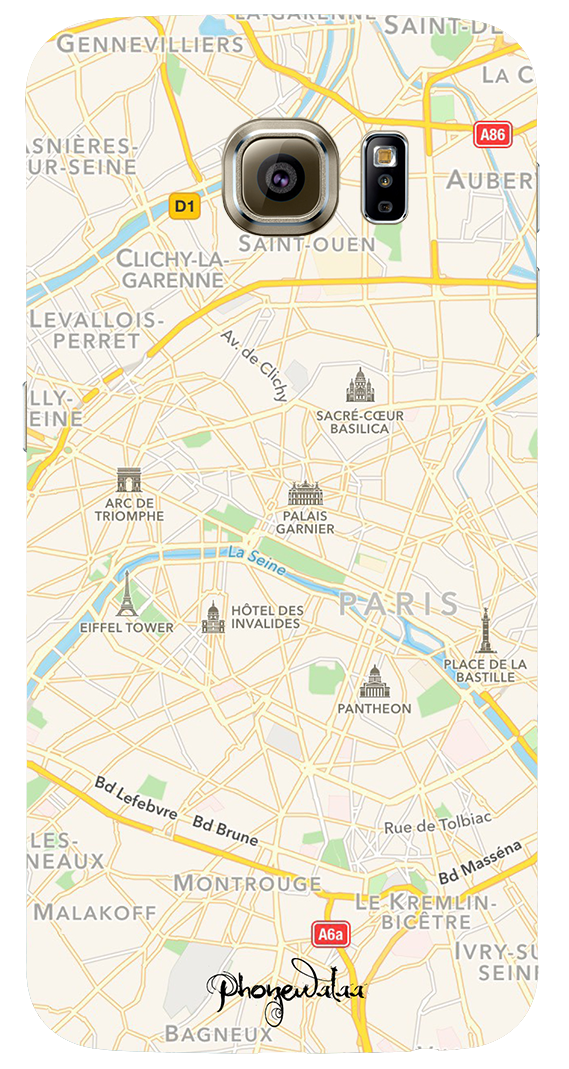 LA-GARENNE
SAINT-DE
GENNEVILLIERS
LA C
A86
ASNIÈRES-
UR-SEINE
AUBER
D1
SAINT-OUEN
CLICHY-LA-
GARENNE
LEVALLOIS-
PERRET
Av. de Clichy
LLY-
EINE
SACRÉ-CŒUR
BASILICA
ARC DE
TRIOMPHE
PALAIS
GARNIER
La Seine
PARIS
HÔTEL DES
INVALIDES
EIFFEL TOWER
PLACE DE LA
BASTILLE
PANTHEON
Bd Lefebvre
Bd Brune
Rue de Tolbiac
Bd Masséna
LES-
NEAUX
MONTROUGE
LE KREMLIN-
BICÊTRE
MALAKOFF
A6a
IVRY-SU
SEINE
phonewalaa
BAGNEUX